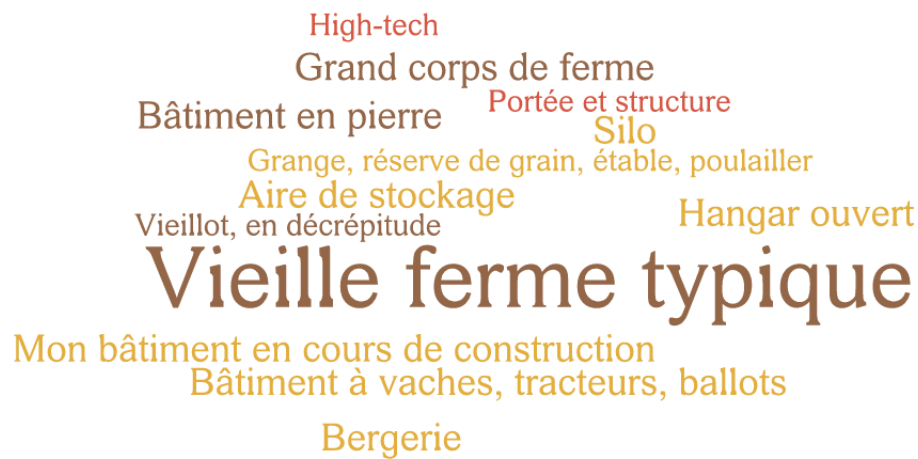 High-tech
Grand corps de ferme
Portée et structure
Bâtiment en pierre
Silo
Grange, réserve de grain, étable, poulailler
Aire de stockage
Hangar ouvert
Vieillot, en décrépitude
Vieille ferme typique
Mon bâtiment en cours de construction
Bâtiment à vaches, tracteurs, ballots
Bergerie